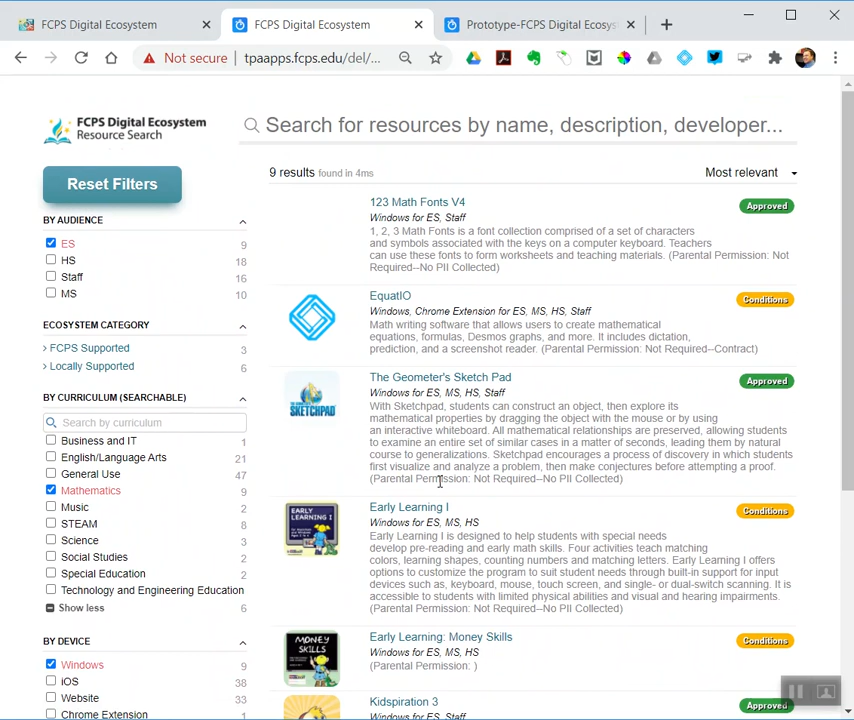 FCPS Digital Ecosystem
FCPS Digital Ecosystem
Prototype-FCPS Digital Ecosys
Not secure
tpaapps.fcps.edu/del/...
FCPS Digital Ecosystem
Resource Search
Search for resources by name, description, developer...
Reset Filters
9 results found in 4ms
Most relevant
BY AUDIENCE
ES 9
HS 18
Staff 16
MS 10
ECOSYSTEM CATEGORY
> FCPS Supported 3
> Locally Supported 6
BY CURRICULUM (SEARCHABLE)
Search by curriculum
Business and IT 1
English/Language Arts 21
General Use 47
Mathematics 9
Music 2
STEAM 8
Science 3
Social Studies 2
Special Education 2
Technology and Engineering Education
Show less 6
BY DEVICE
Windows 9
iOS 38
Website 33
Chrome Extension 1
123 Math Fonts V4
Approved
Windows for ES, Staff
1, 2, 3 Math Fonts is a font collection comprised of a set of characters
and symbols associated with the keys on a computer keyboard. Teachers
can use these fonts to form worksheets and teaching materials. (Parental Permission: Not
Required--No PII Collected)
EquatIO
Conditions
Windows, Chrome Extension for ES, MS, HS, Staff
Math writing software that allows users to create mathematical
equations, formulas, Desmos graphs, and more. It includes dictation,
prediction, and a screenshot reader. (Parental Permission: Not Required--Contract)
THE GEOMETER'S
SKETCHPAD
The Geometer's Sketch Pad
Approved
Windows for ES, MS, HS, Staff
With Sketchpad, students can construct an object, then explore its
mathematical properties by dragging the object with the mouse or by using
an interactive whiteboard. All mathematical relationships are preserved, allowing students
to examine an entire set of similar cases in a matter of seconds, leading them by natural
course to generalizations. Sketchpad encourages a process of discovery in which students
first visualize and analyze a problem, then make conjectures before attempting a proof.
(Parental Permission: Not Required--No PII Collected)
EARLY
LEARNING I
Early Learning I
Conditions
Windows for ES, MS, HS
Early Learning I is designed to help students with special needs
develop pre-reading and early math skills. Four activities teach matching
colors, learning shapes, counting numbers and matching letters. Early Learning I offers
options to customize the program to suit student needs through built-in support for input
devices such as, keyboard, mouse, touch screen, and single- or dual-switch scanning. It is
accessible to students with limited physical abilities and visual and hearing impairments.
(Parental Permission: Not Required--No PII Collected)
MONEY
SKILLS
Early Learning: Money Skills
Conditions
Windows for ES, MS, HS
(Parental Permission: )
Kidspiration 3
Approved
Windows for ES, MS, HS, Staff